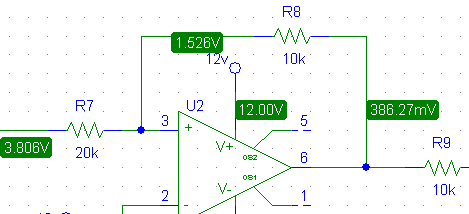 R8
1.526V
12v
10k
R7
U2
12.00V
386.27mV
3
+
5
V+
OS2
R9
3.806V
20k
6
OS1
10k
2
-
V-
1